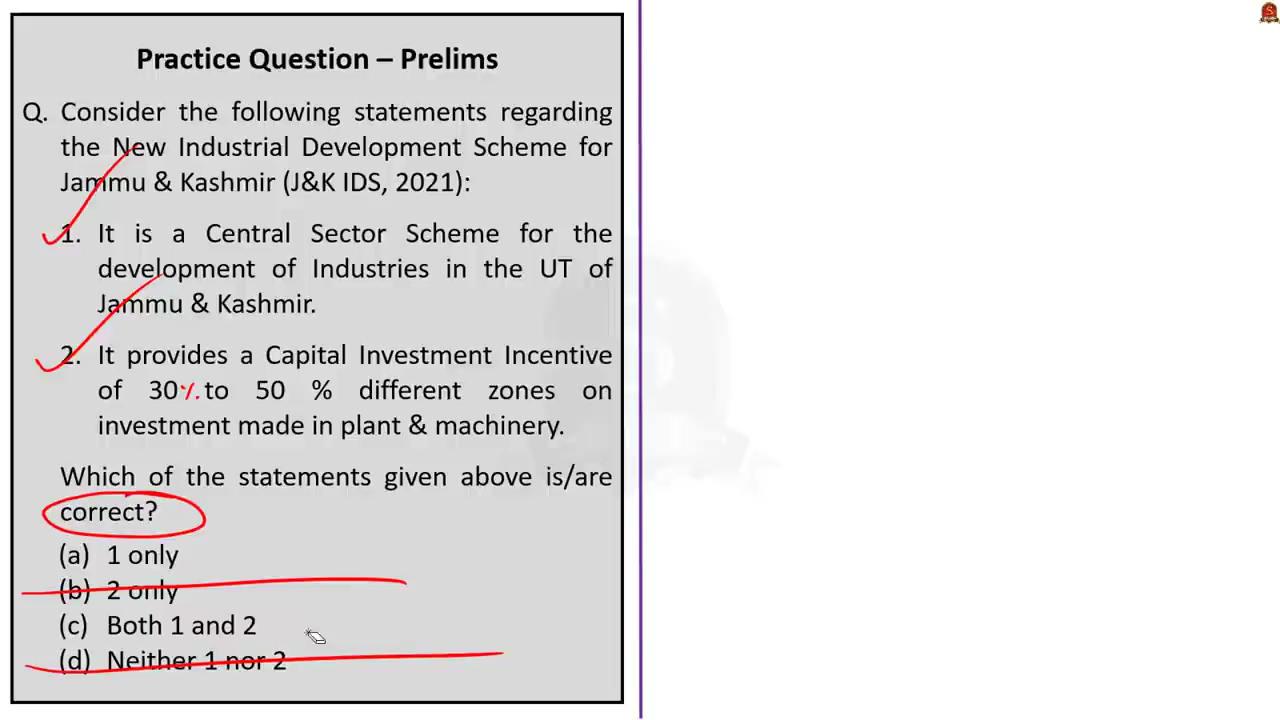 Practice Question – Prelims
Q. Consider the following statements regarding
the New Industrial Development Scheme for
Jammu & Kashmir (J&K IDS, 2021):
1. It is a Central Sector Scheme for the
development of Industries in the UT of
Jammu & Kashmir.
2. It provides a Capital Investment Incentive
of 30%.to 50 % different zones on
investment made in plant & machinery.
Which of the statements given above is/are
correct?
(a) 1 only
(b) 2 only
(c) Both 1 and 2
(d) Neither 1 nor 2